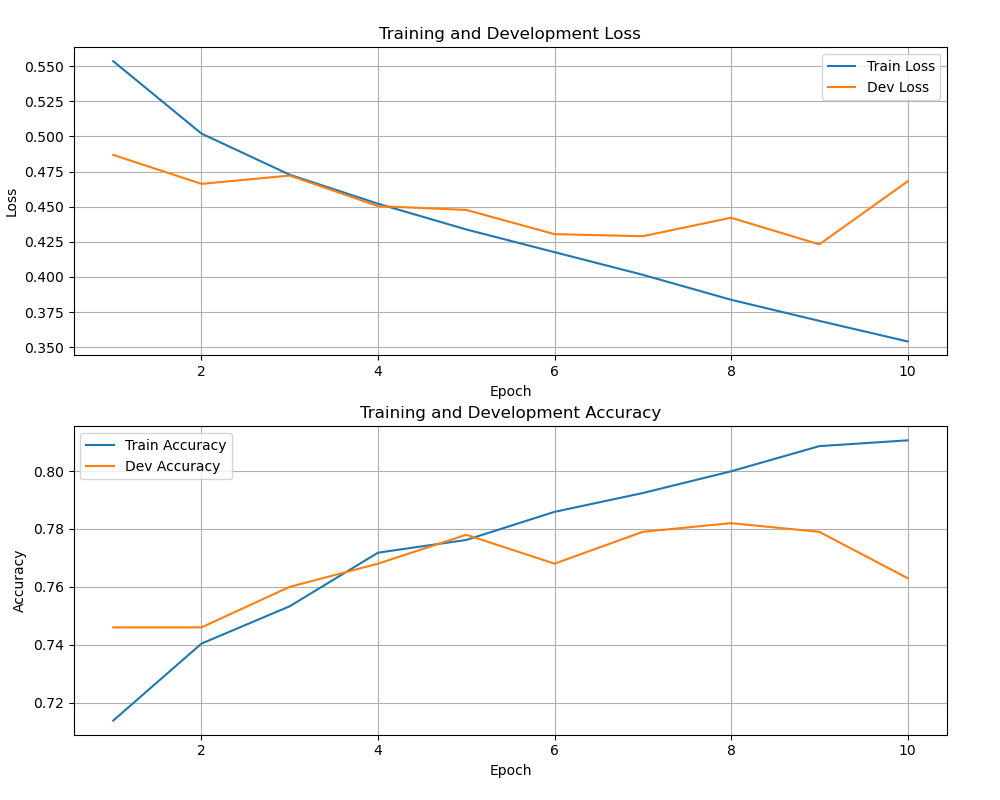 Training and Development Loss
0.550
0.525
0.500
0.475
0.450
0.425
0.400
0.375
0.350
Loss
Train Loss
Dev Loss
2 4 6 8 10
Epoch
Training and Development Accuracy
Train Accuracy
Dev Accuracy
0.80
0.78
0.76
0.74
0.72
Accuracy
2 4 6 8 10
Epoch